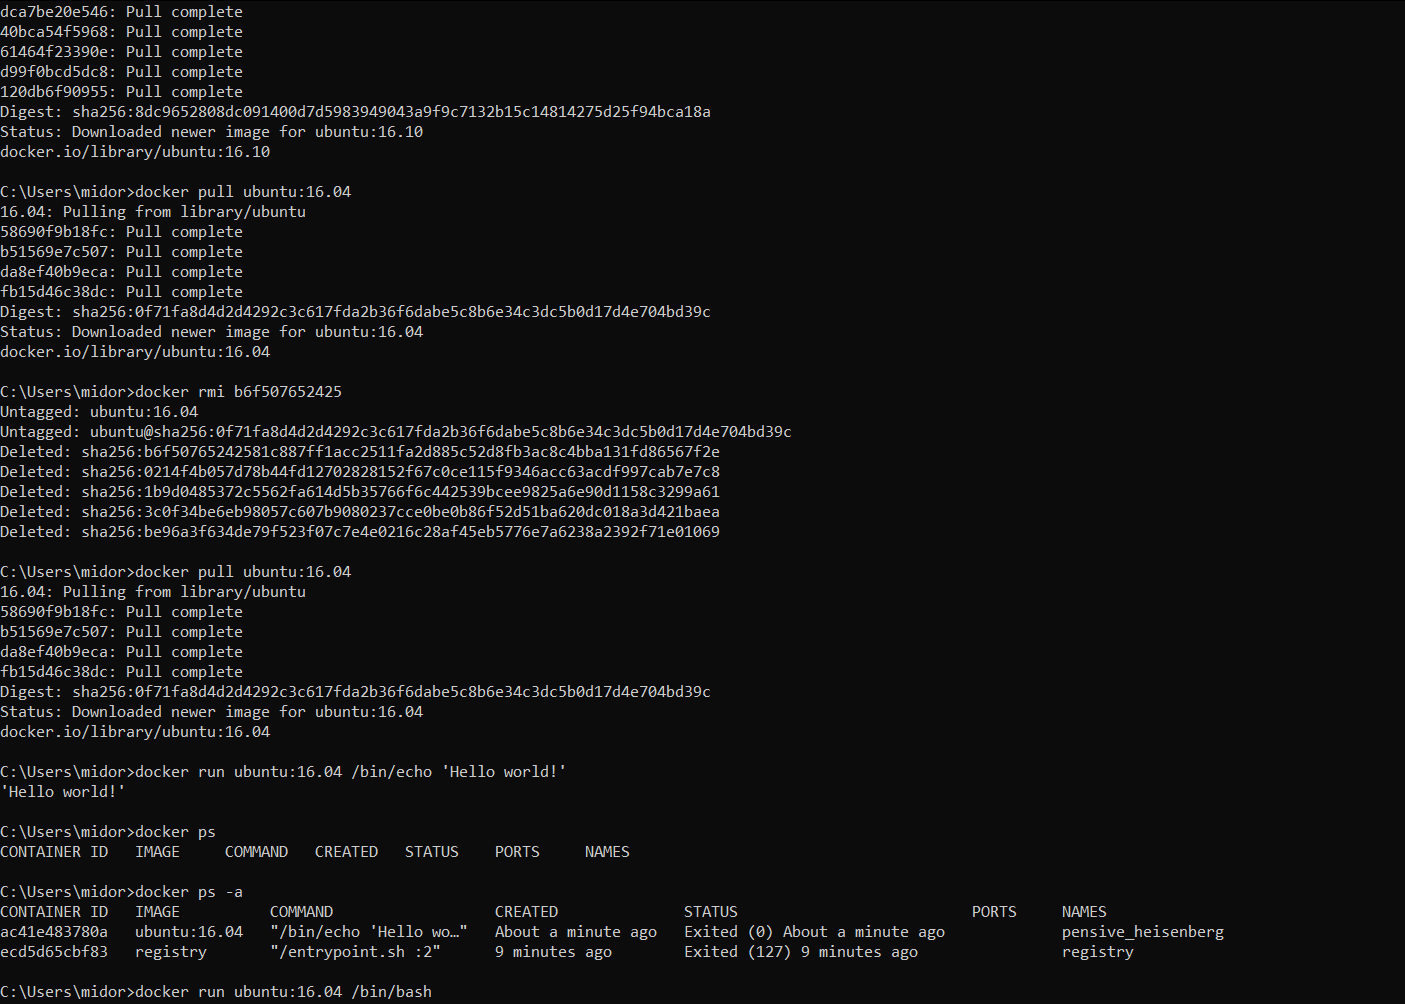 dca7be20e546: Pull complete
40bca54f5968: Pull complete
61464f23390e: Pull complete
d99f0bcd5dc8: Pull complete
120db6f90955: Pull complete
Digest: sha256:8dc9652808dc091400d7d5983949043a9f9c7132b15c14814275d25f94bca18a
Status: Downloaded newer image for ubuntu:16.10
docker.io/library/ubuntu:16.10
C:\Users\midor>docker pull ubuntu:16.04
16.04: Pulling from library/ubuntu
58690f9b18fc: Pull complete
b51569e7c507: Pull complete
da8ef40b9eca: Pull complete
fb15d46c38dc: Pull complete
Digest: sha256:0f71fa8d4d2d4292c3c617fda2b36f6dabe5c8b6e34c3dc5b0d17d4e704bd39c
Status: Downloaded newer image for ubuntu:16.04
docker.io/library/ubuntu:16.04
C:\Users\midor>docker rmi b6f507652425
Untagged: ubuntu:16.04
Untagged: ubuntu@sha256:0f71fa8d4d2d4292c3c617fda2b36f6dabe5c8b6e34c3dc5b0d17d4e704bd39c
Deleted: sha256:b6f50765242581c887ff1acc2511fa2d885c52d8fb3ac8c4bba131fd86567f2e
Deleted: sha256:0214f4b057d78b44fd12702828152f67c0ce115f9346acc63acdf997cab7e7c8
Deleted: sha256:1b9d0485372c5562fa614d5b35766f6c442539bcee9825a6e90d1158c3299a61
Deleted: sha256:3c0f34be6eb98057c607b9080237cce0be0b86f52d51ba620dc018a3d421baea
Deleted: sha256:be96a3f634de79f523f07c7e4e0216c28af45eb5776e7a6238a2392f71e01069
C:\Users\midor>docker pull ubuntu:16.04
16.04: Pulling from library/ubuntu
58690f9b18fc: Pull complete
b51569e7c507: Pull complete
da8ef40b9eca: Pull complete
fb15d46c38dc: Pull complete
Digest: sha256:0f71fa8d4d2d4292c3c617fda2b36f6dabe5c8b6e34c3dc5b0d17d4e704bd39c
Status: Downloaded newer image for ubuntu:16.04
docker.io/library/ubuntu:16.04
C:\Users\midor>docker run ubuntu:16.04 /bin/echo 'Hello world!'
'Hello world!'
C:\Users\midor>docker ps
CONTAINER ID   IMAGE     COMMAND   CREATED   STATUS    PORTS     NAMES
C:\Users\midor>docker ps -a
CONTAINER ID   IMAGE          COMMAND                  CREATED              STATUS                          PORTS     NAMES
ac41e483780a   ubuntu:16.04   "/bin/echo 'Hello wo…"   About a minute ago   Exited (0) About a minute ago             pensive_heisenberg
ecd5d65cbf83   registry       "/entrypoint.sh :2"      9 minutes ago        Exited (127) 9 minutes ago                registry
C:\Users\midor>docker run ubuntu:16.04 /bin/bash